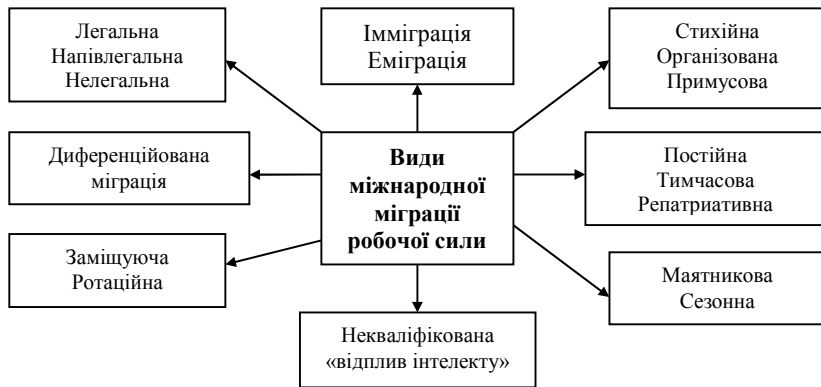 Легальна
Напівлегальна
Нелегальна
Імміграція
Еміграція
Стихійна
Організована
Примусова
Диференційована
міграція
Види
міжнародної
міграції
робочої сили
Постійна
Тимчасова
Репатриативна
Заміщуюча
Ротаційна
Маятникова
Сезонна
Некваліфікована
«відплив інтелекту»